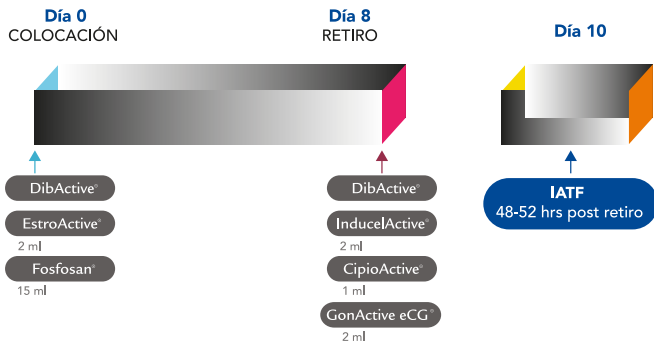 Día 0
COLOCACIÓN
Día 8
RETIRO
Día 10
DibActive®
EstroActive®
2 ml
Fosfosan®
15 ml
DibActive®
InducelActive®
2 ml
CipioActive®
1 ml
GonActive eCG®
2 ml
IATF
48-52 hrs post retiro